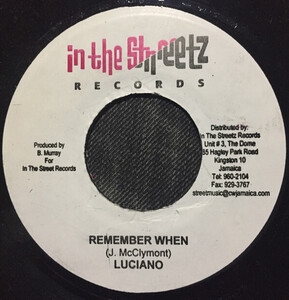 in the streetz
RECORDS
Produced by
B. Murray
For
In The Street Records
Distributed by:
In The Streetz Records
Unit # 3, The Dome
65 Hagley Park Road
Kingston 10
Jamaica
Tel: 960-2104
Fax: 929-3767
streetmusic@cwjamaica.com
REMEMBER WHEN
(J. McClymont)
LUCIANO